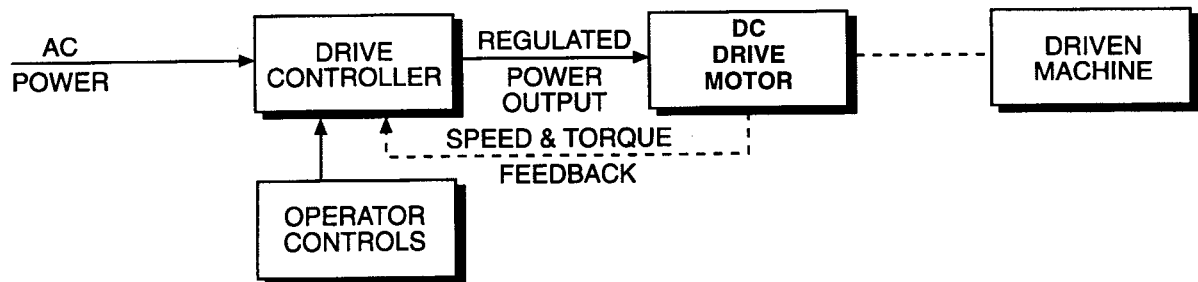 AC
POWER
DRIVE
CONTROLLER
REGULATED
POWER
OUTPUT
DC
DRIVE
MOTOR
DRIVEN
MACHINE
SPEED & TORQUE
FEEDBACK
OPERATOR
CONTROLS